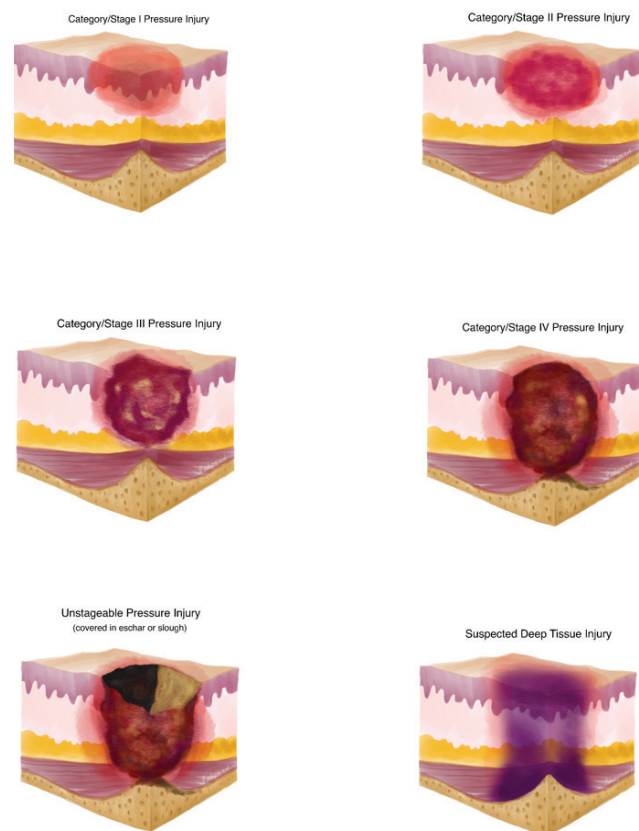 Category/Stage I Pressure Injury
Category/Stage II Pressure Injury
Category/Stage III Pressure Injury
Category/Stage IV Pressure Injury
Unstageable Pressure Injury
(covered in eschar or slough)
Suspected Deep Tissue Injury